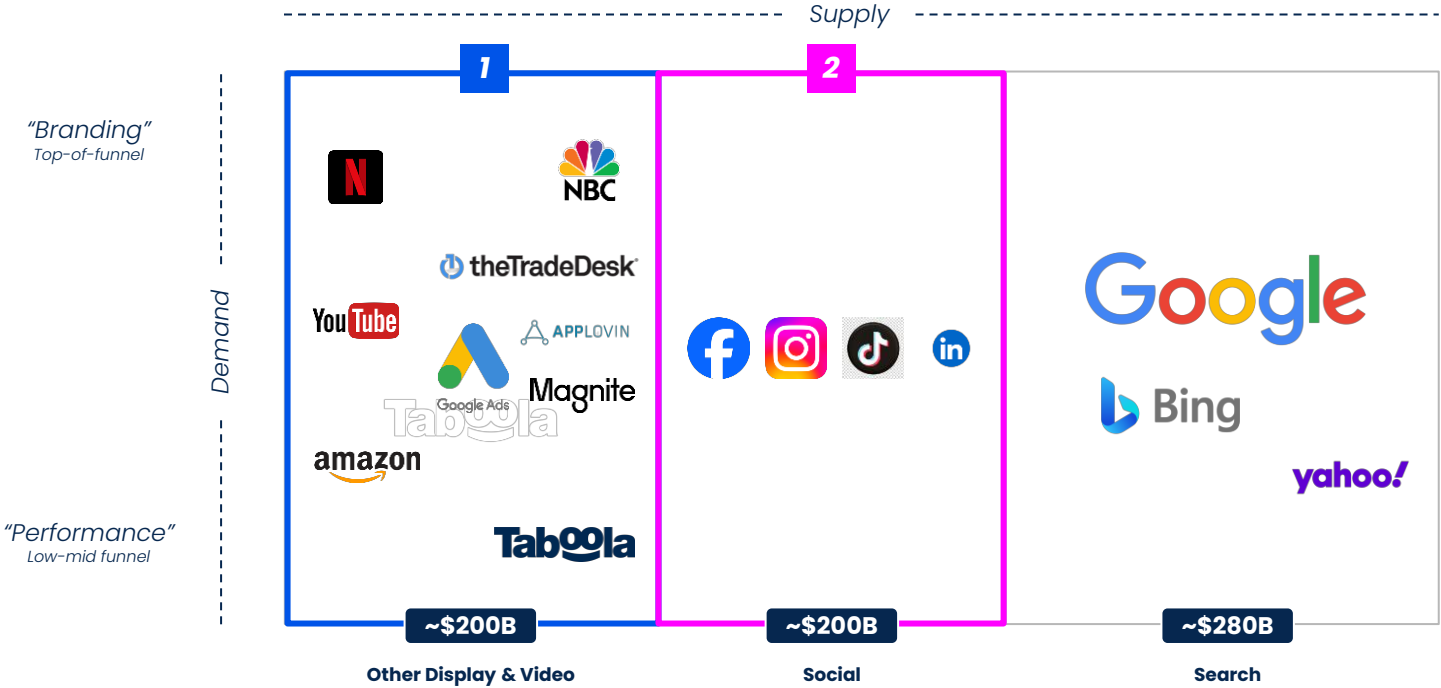 Supply
1
2
“Branding”
Top-of-funnel
N
NBC
theTradeDesk
YouTube
APPLOVIN
Demand
Magnite
Google Ads
Taboola
amazon
Google
Bing
yahoo!
“Performance”
Low-mid funnel
Taboola
in
~$200B
~$200B
~$280B
Other Display & Video
Social
Search